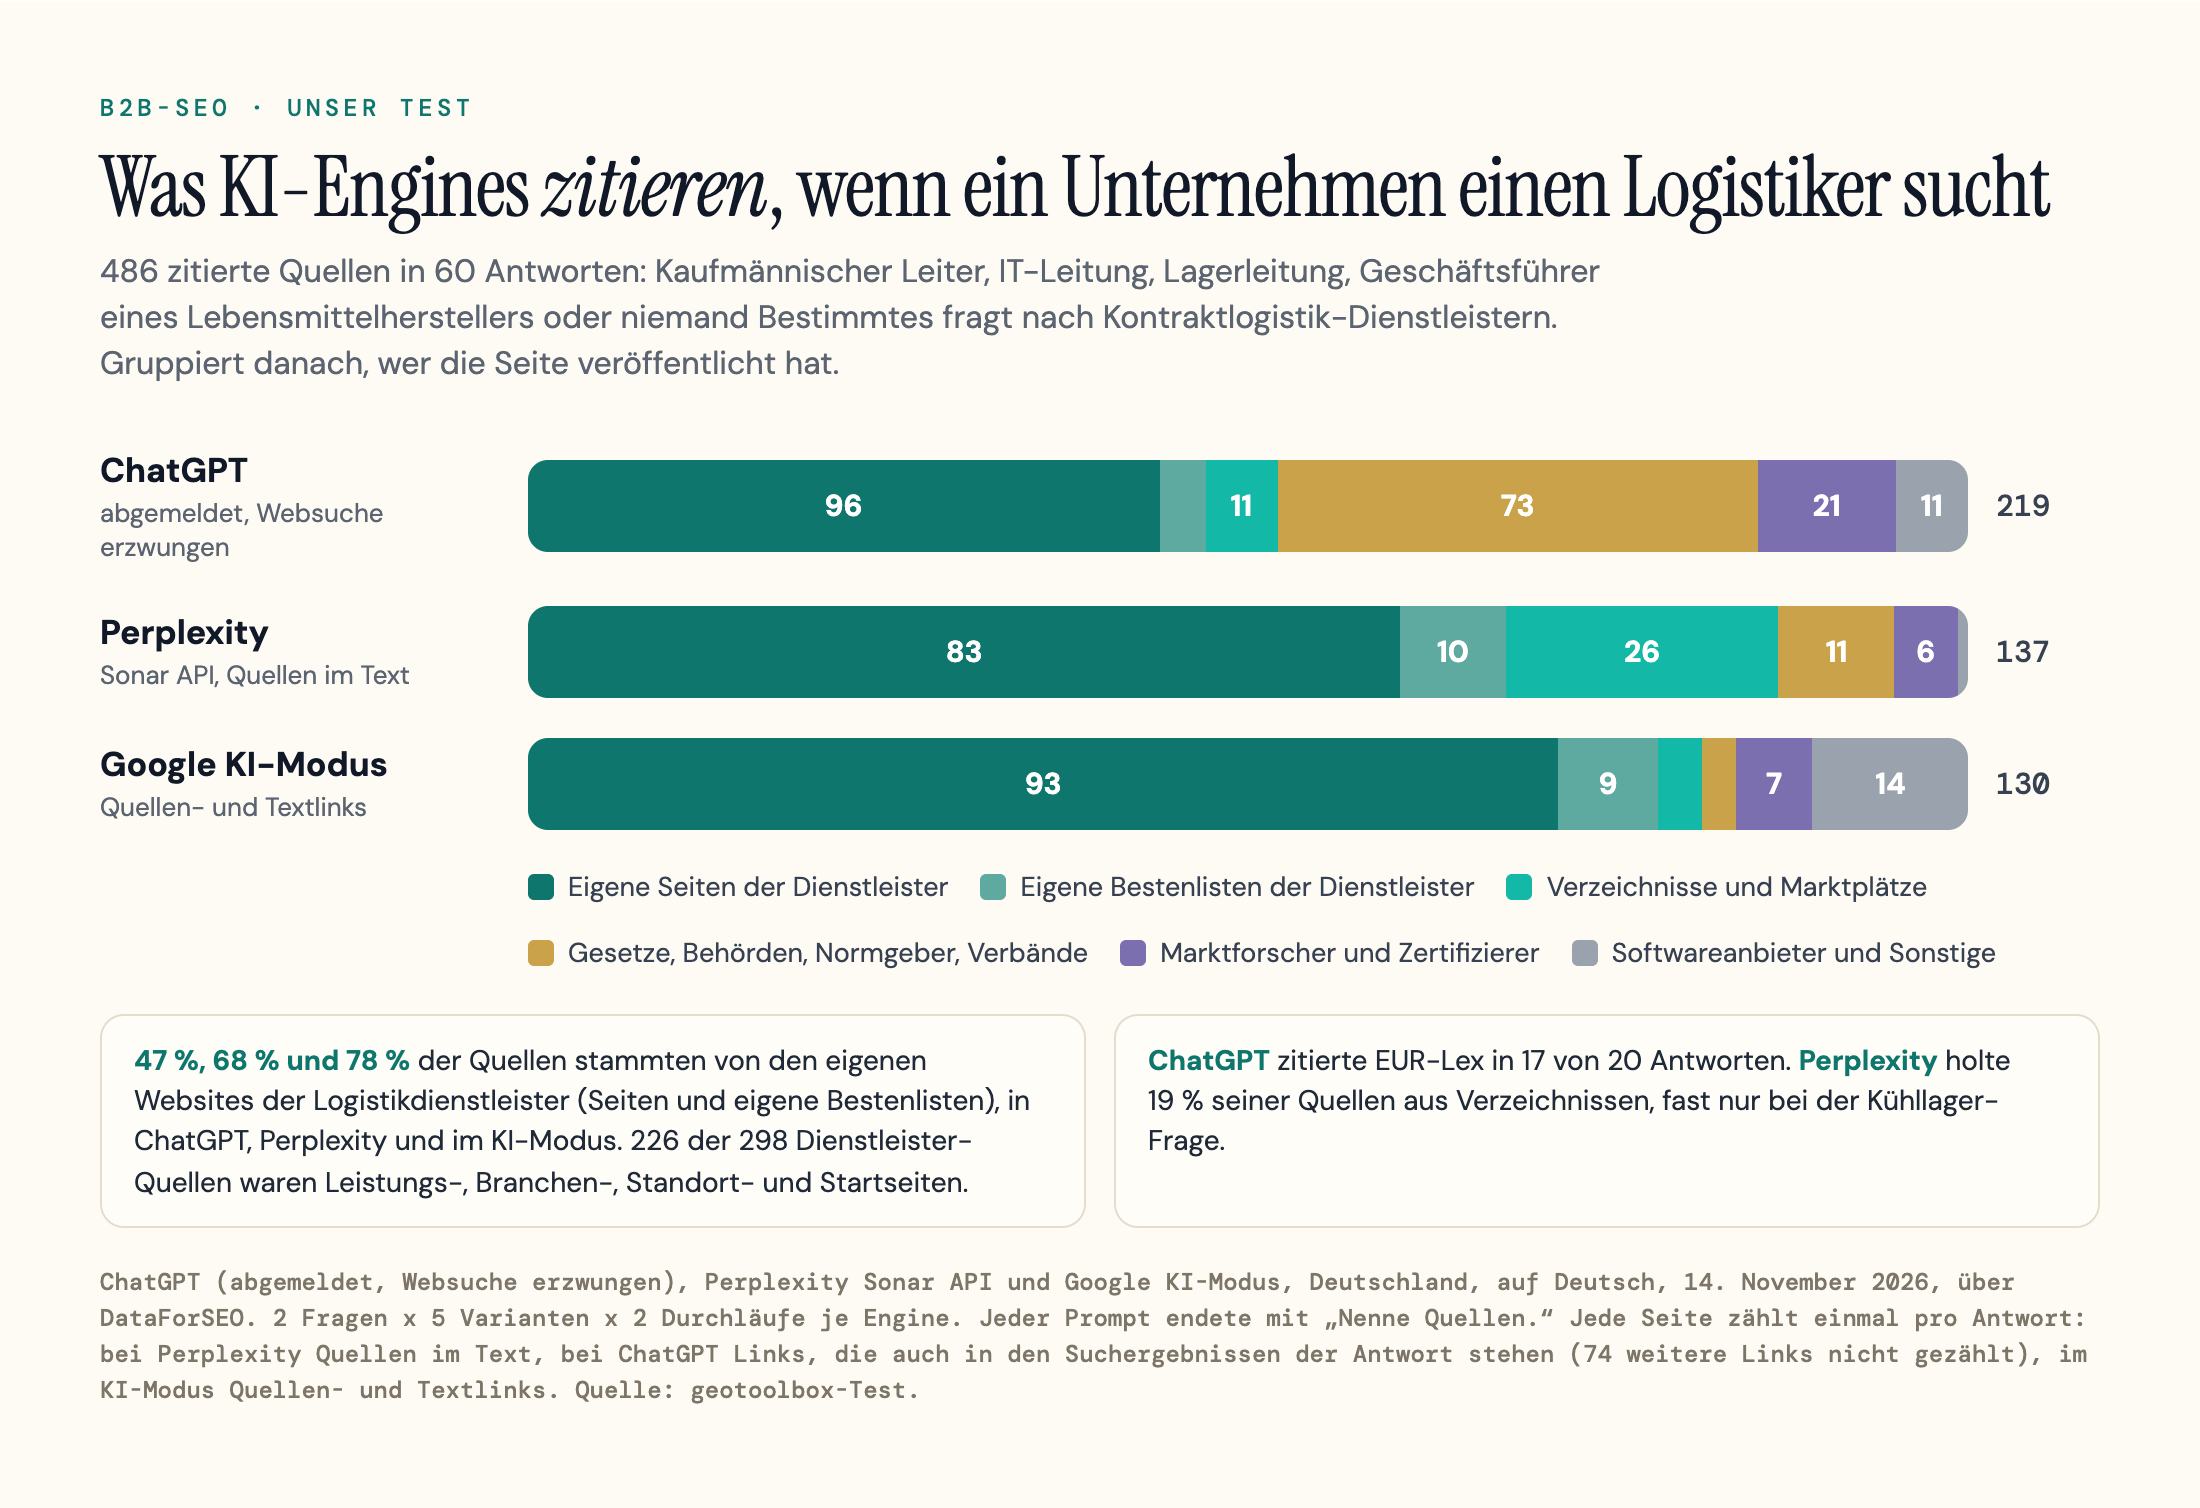 B2B-SEO · UNSER TEST
Was KI-Engines zitieren, wenn ein Unternehmen einen Logistiker sucht
486 zitierte Quellen in 60 Antworten: Kaufmännischer Leiter, IT-Leitung, Lagerleitung, Geschäftsführer
eines Lebensmittelherstellers oder niemand Bestimmtes fragt nach Kontraktlogistik-Dienstleistern.
Gruppiert danach, wer die Seite veröffentlicht hat.
ChatGPT
abgemeldet, Websuche
erzwungen
96 11 73 21 11 219
Perplexity
Sonar API, Quellen im Text
83 10 26 11 6 137
Google KI-Modus
Quellen- und Textlinks
93 9 7 14 130
Eigene Seiten der Dienstleister Eigene Bestenlisten der Dienstleister Verzeichnisse und Marktplätze
Gesetze, Behörden, Normgeber, Verbände Marktforscher und Zertifizierer Softwareanbieter und Sonstige
47 %, 68 % und 78 % der Quellen stammten von den eigenen
Websites der Logistikdienstleister (Seiten und eigene Bestenlisten), in
ChatGPT, Perplexity und im KI-Modus. 226 der 298 Dienstleister-
Quellen waren Leistungs-, Branchen-, Standort- und Startseiten.
ChatGPT zitierte EUR-Lex in 17 von 20 Antworten. Perplexity holte
19 % seiner Quellen aus Verzeichnissen, fast nur bei der Kühllager-
Frage.
ChatGPT (abgemeldet, Websuche erzwungen), Perplexity Sonar API und Google KI-Modus, Deutschland, auf Deutsch, 14. November 2026, über
DataForSEO. 2 Fragen x 5 Varianten x 2 Durchläufe je Engine. Jeder Prompt endete mit „Nenne Quellen.“ Jede Seite zählt einmal pro Antwort:
bei Perplexity Quellen im Text, bei ChatGPT Links, die auch in den Suchergebnissen der Antwort stehen (74 weitere Links nicht gezählt), im
KI-Modus Quellen- und Textlinks. Quelle: geotoolbox-Test.